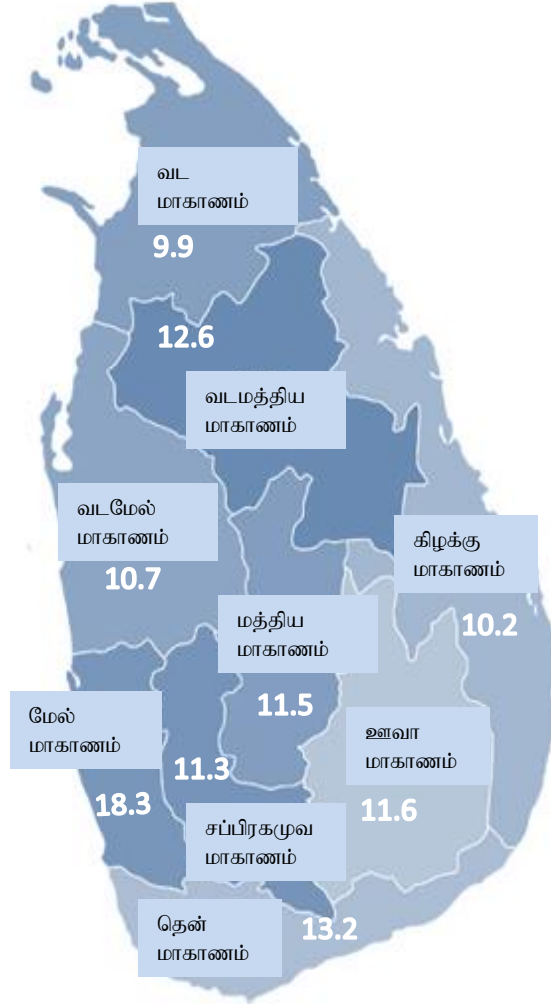 வட
மாகாணம்
9.9
12.6
வடமத்திய
மாகாணம்
வடமேல்
மாகாணம்
10.7
கிழக்கு
மாகாணம்
10.2
மத்திய
மாகாணம்
11.5
மேல்
மாகாணம்
18.3
11.3
ஊவா
மாகாணம்
11.6
சப்பிரகமுவ
மாகாணம்
தென்
மாகாணம்
13.2